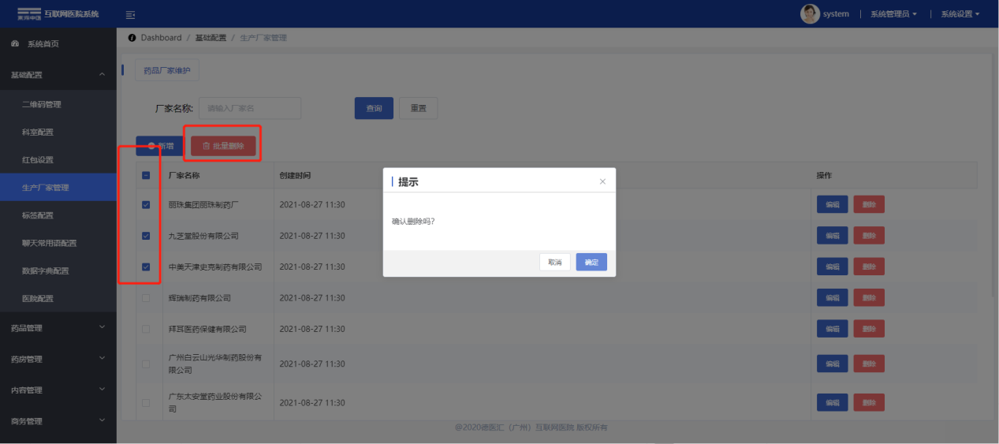 東海中医 互联网医院系统
system | 系统管理员 | 系统设置
系统首页
Dashboard / 基础配置 / 生产厂家管理
基础配置
二维码管理
科室配置
红包设置
生产厂家管理
标签配置
聊天常用语配置
数据字典配置
医院配置
药品管理
药房管理
内容管理
商务管理
药品厂家维护
厂家名称: 请输入厂家名 查询 重置
新增 批量删除
厂家名称 创建时间 操作
丽珠集团丽珠制药厂 2021-08-27 11:30 编辑 删除
九芝堂股份有限公司 2021-08-27 11:30 编辑 删除
中美天津史克制药有限公司 2021-08-27 11:30 编辑 删除
辉瑞制药有限公司 2021-08-27 11:30 编辑 删除
拜耳医药保健有限公司 2021-08-27 11:30 编辑 删除
广州白云山光华制药股份有
限公司 2021-08-27 11:30 编辑 删除
广东太安堂药业股份有限公
司 2021-08-27 11:30 编辑 删除
提示
确认删除吗?
取消 确定
@2020德医汇（广州）互联网医院 版权所有